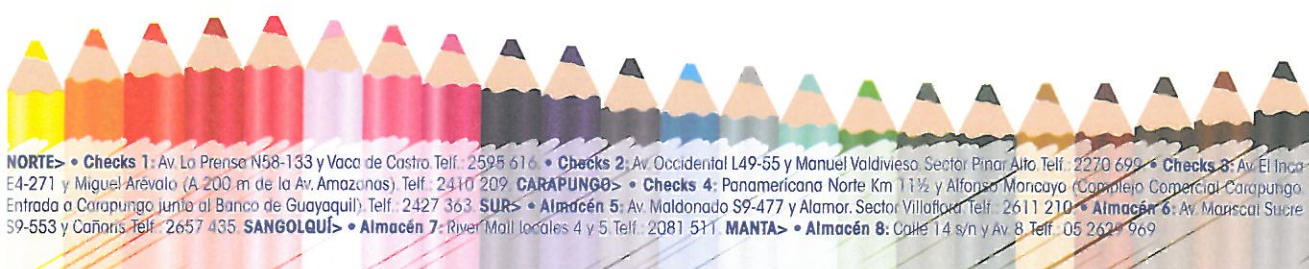 NORTE> • Checks 1: Av. La Prensa N58-133 y Vaca de Castro. Telf.: 2595 616. • Checks 2: Av. Occidental L49-55 y Manuel Valdivieso. Sector Pinar Alto. Telf.: 2270 699 • Checks 3: Av. El Inca
E4-271 y Miguel Arévalo (A 200 m de la Av. Amazonas). Telf.: 2410 209. CARAPUNGO> • Checks 4: Panamericana Norte Km 11½ y Alfonso Moncayo (Complejo Comercial Carapungo.
Entrada a Carapungo junto al Banco de Guayaquil). Telf.: 2427 363. SUR> • Almacén 5: Av. Maldonado S9-477 y Alamor. Sector Villaflora. Telf.: 2611 210. • Almacén 6: Av. Mariscal Sucre
S9-553 y Cañaris. Telf.: 2657 435. SANGOLQUÍ> • Almacén 7: River Mall locales 4 y 5. Telf.: 2081 511. MANTA> • Almacén 8: Calle 14 s/n y Av. 8. Telf.: 05 2629 969